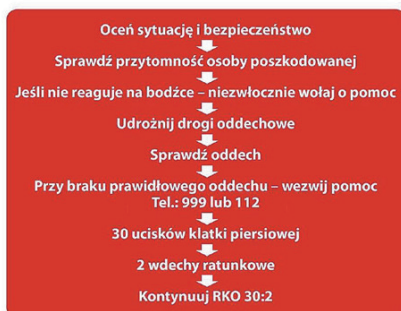 Oceń sytuację i bezpieczeństwo
Sprawdź przytomność osoby poszkodowanej
Jeśli nie reaguje na bodźce – niezwłocznie wołaj o pomoc
Udrożnij drogi oddechowe
Sprawdź oddech
Przy braku prawidłowego oddechu – wezwij pomoc
Tel.: 999 lub 112
30 ucisków klatki piersiowej
2 wdechy ratunkowe
Kontynuuj RKO 30:2